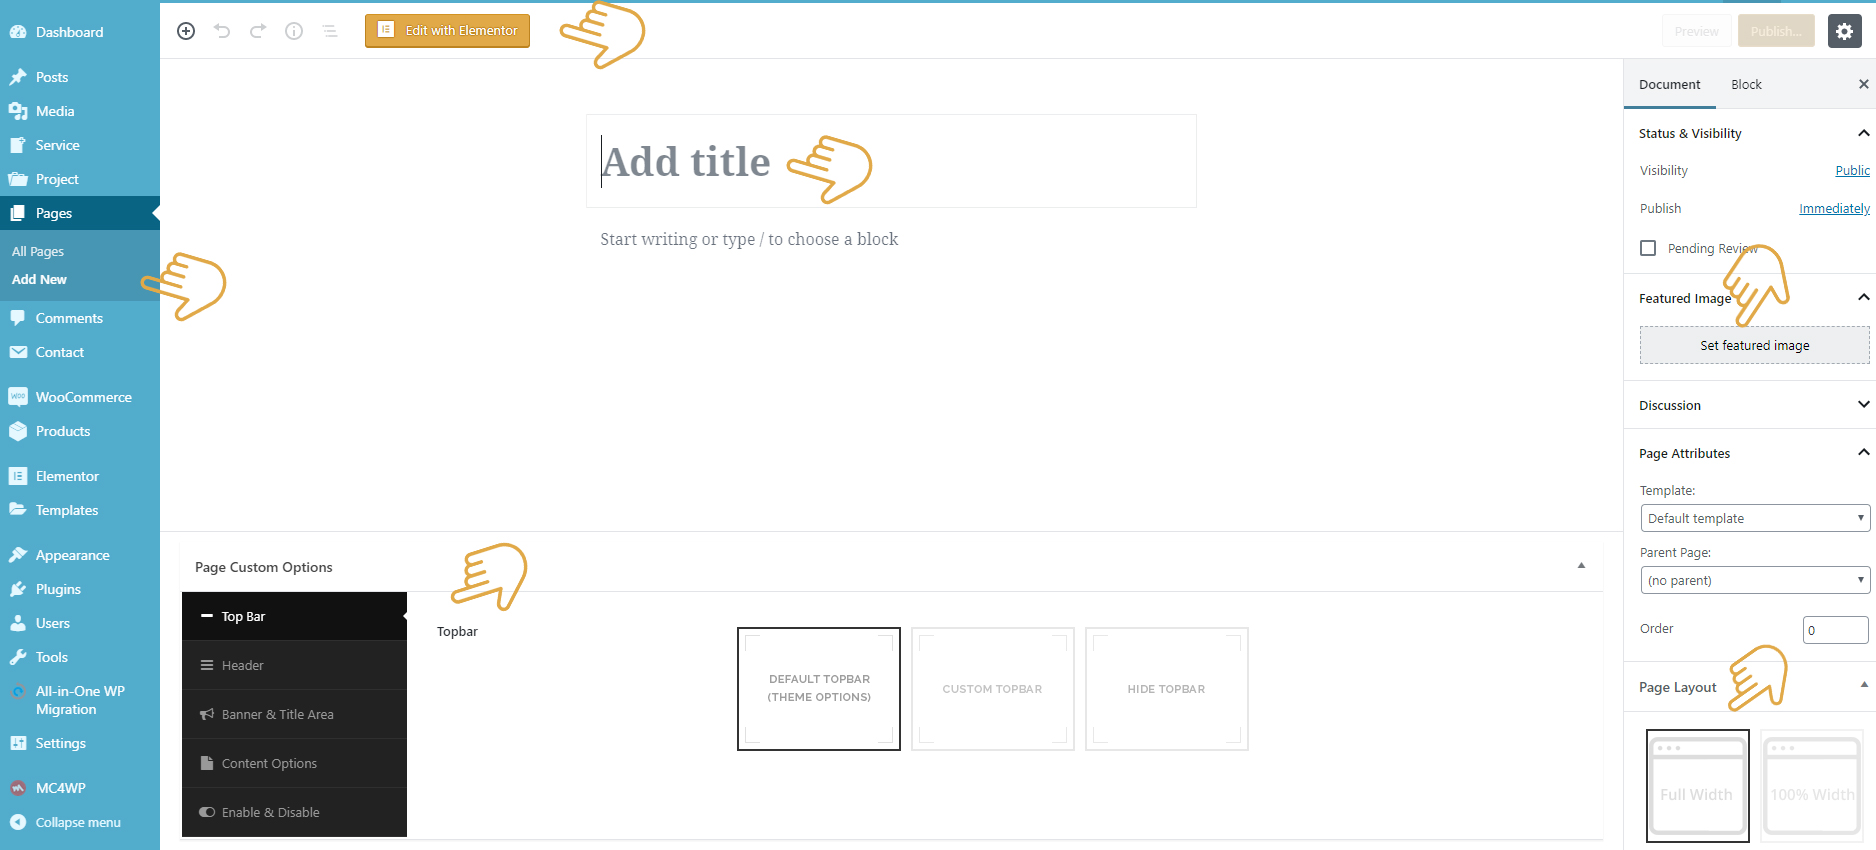 Dashboard
Posts
Media
Service
Project
Pages
All Pages
Add New
Comments
Contact
WOO
WooCommerce
Products
Elementor
Templates
Appearance
Plugins
Users
Tools
All-in-One WP
Migration
Settings
MC4WP
Collapse menu
Edit with Elementor
Preview
Publish...
Add title
Start writing or type / to choose a block
Page Custom Options
Top Bar
Header
Banner & Title Area
Content Options
Enable & Disable
Topbar
DEFAULT TOPBAR
(THEME OPTIONS)
CUSTOM TOPBAR
HIDE TOPBAR
Document
Block
Status & Visibility
Visibility
Public
Publish
Immediately
Pending Review
Featured Image
Set featured image
Discussion
Page Attributes
Template:
Default template
Parent Page:
(no parent)
Order
0
Page Layout
Full Width
100% Width